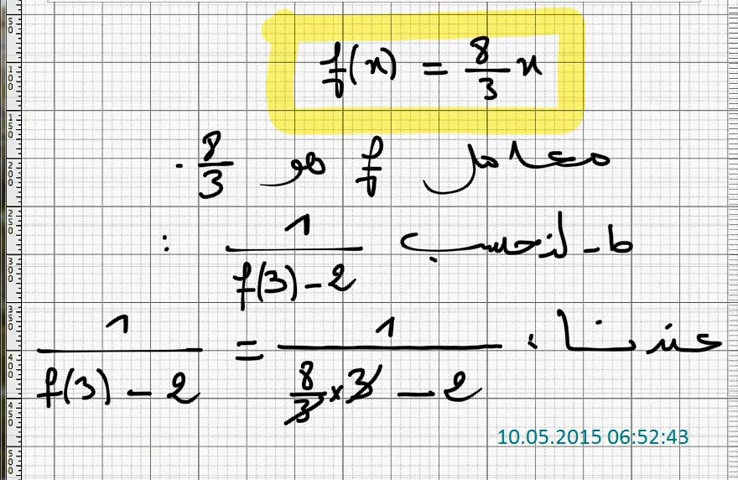 f(x) = 8/3 x
معامل f هو 8/3 .
b- لنحسب 1/(f(3)-2) :
عندنا، 1/(8/3×3 - 2) = 1/(f(3) - 2)
10.05.2015 06:52:43